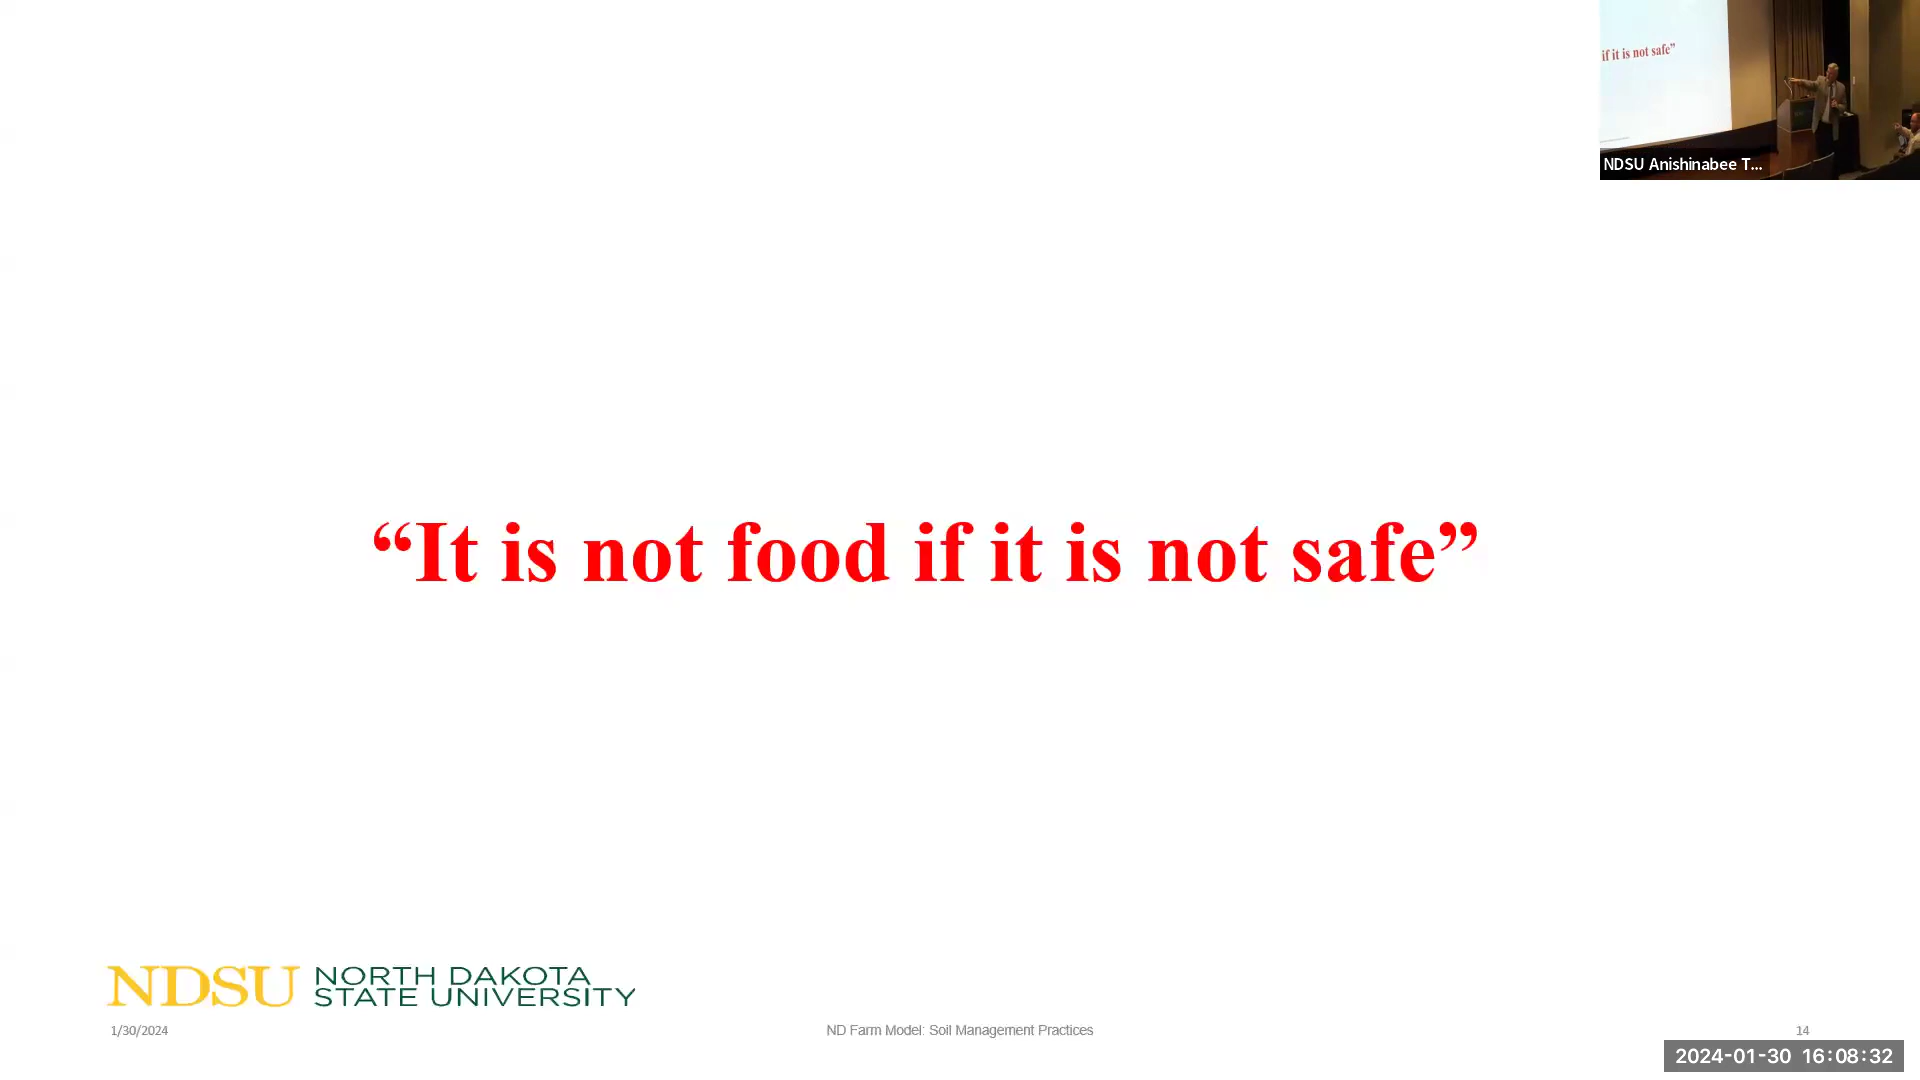 if it is not safe”
NDSU Anishinabee T...
“It is not food if it is not safe”
NDSU NORTH DAKOTA
STATE UNIVERSITY
1/30/2024
ND Farm Model: Soil Management Practices
14
2024-01-30 16:08:32